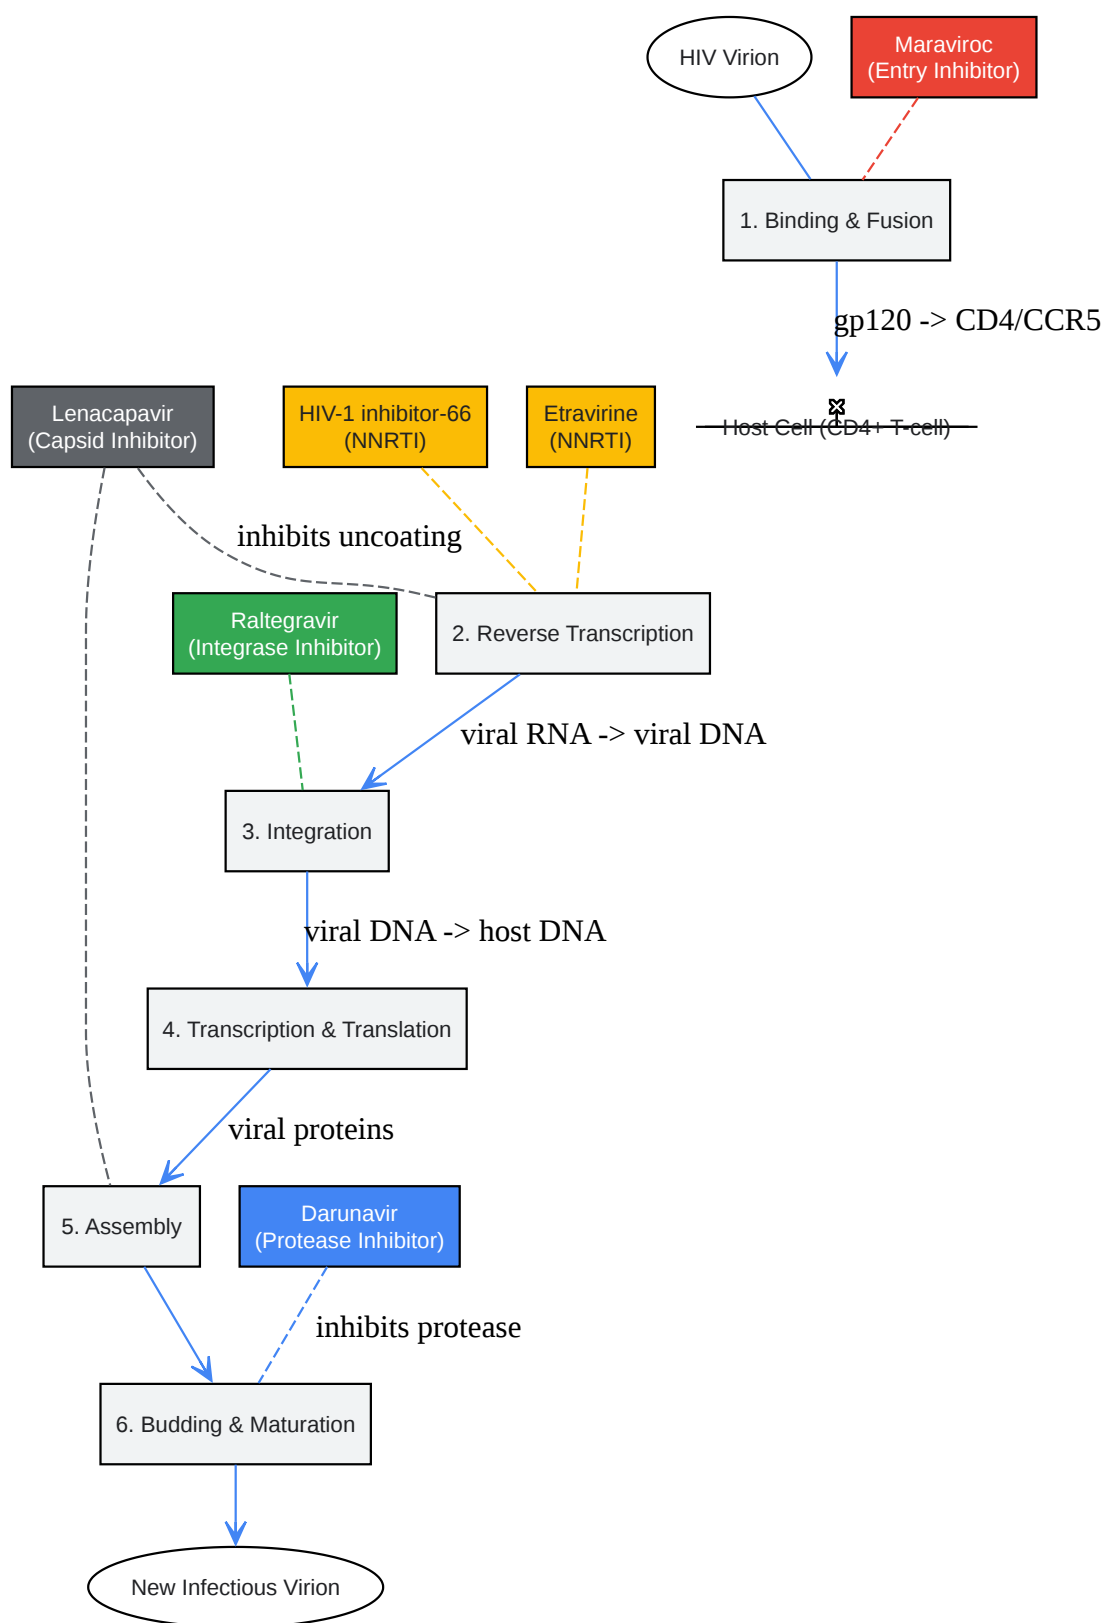 HIV Virion
Maraviroc
(Entry Inhibitor)
1. Binding & Fusion
gp120 -> CD4/CCR5
Lenacapavir
(Capsid Inhibitor)
HIV-1 inhibitor-66
(NNRTI)
Etravirine
(NNRTI)
Host Cell (CD4+ T-cell)
inhibits uncoating
Raltegravir
(Integrase Inhibitor)
2. Reverse Transcription
viral RNA -> viral DNA
3. Integration
viral DNA -> host DNA
4. Transcription & Translation
viral proteins
5. Assembly
Darunavir
(Protease Inhibitor)
inhibits protease
6. Budding & Maturation
New Infectious Virion